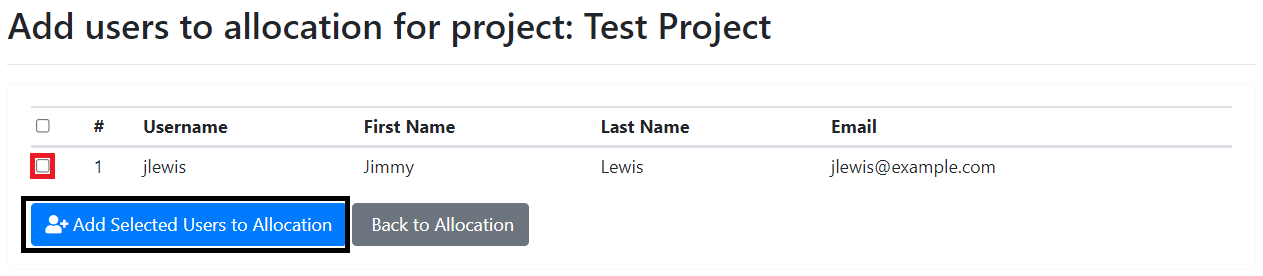 Add users to allocation for project: Test Project
# Username First Name Last Name Email
1 jlewis Jimmy Lewis jlewis@example.com
Add Selected Users to Allocation Back to Allocation